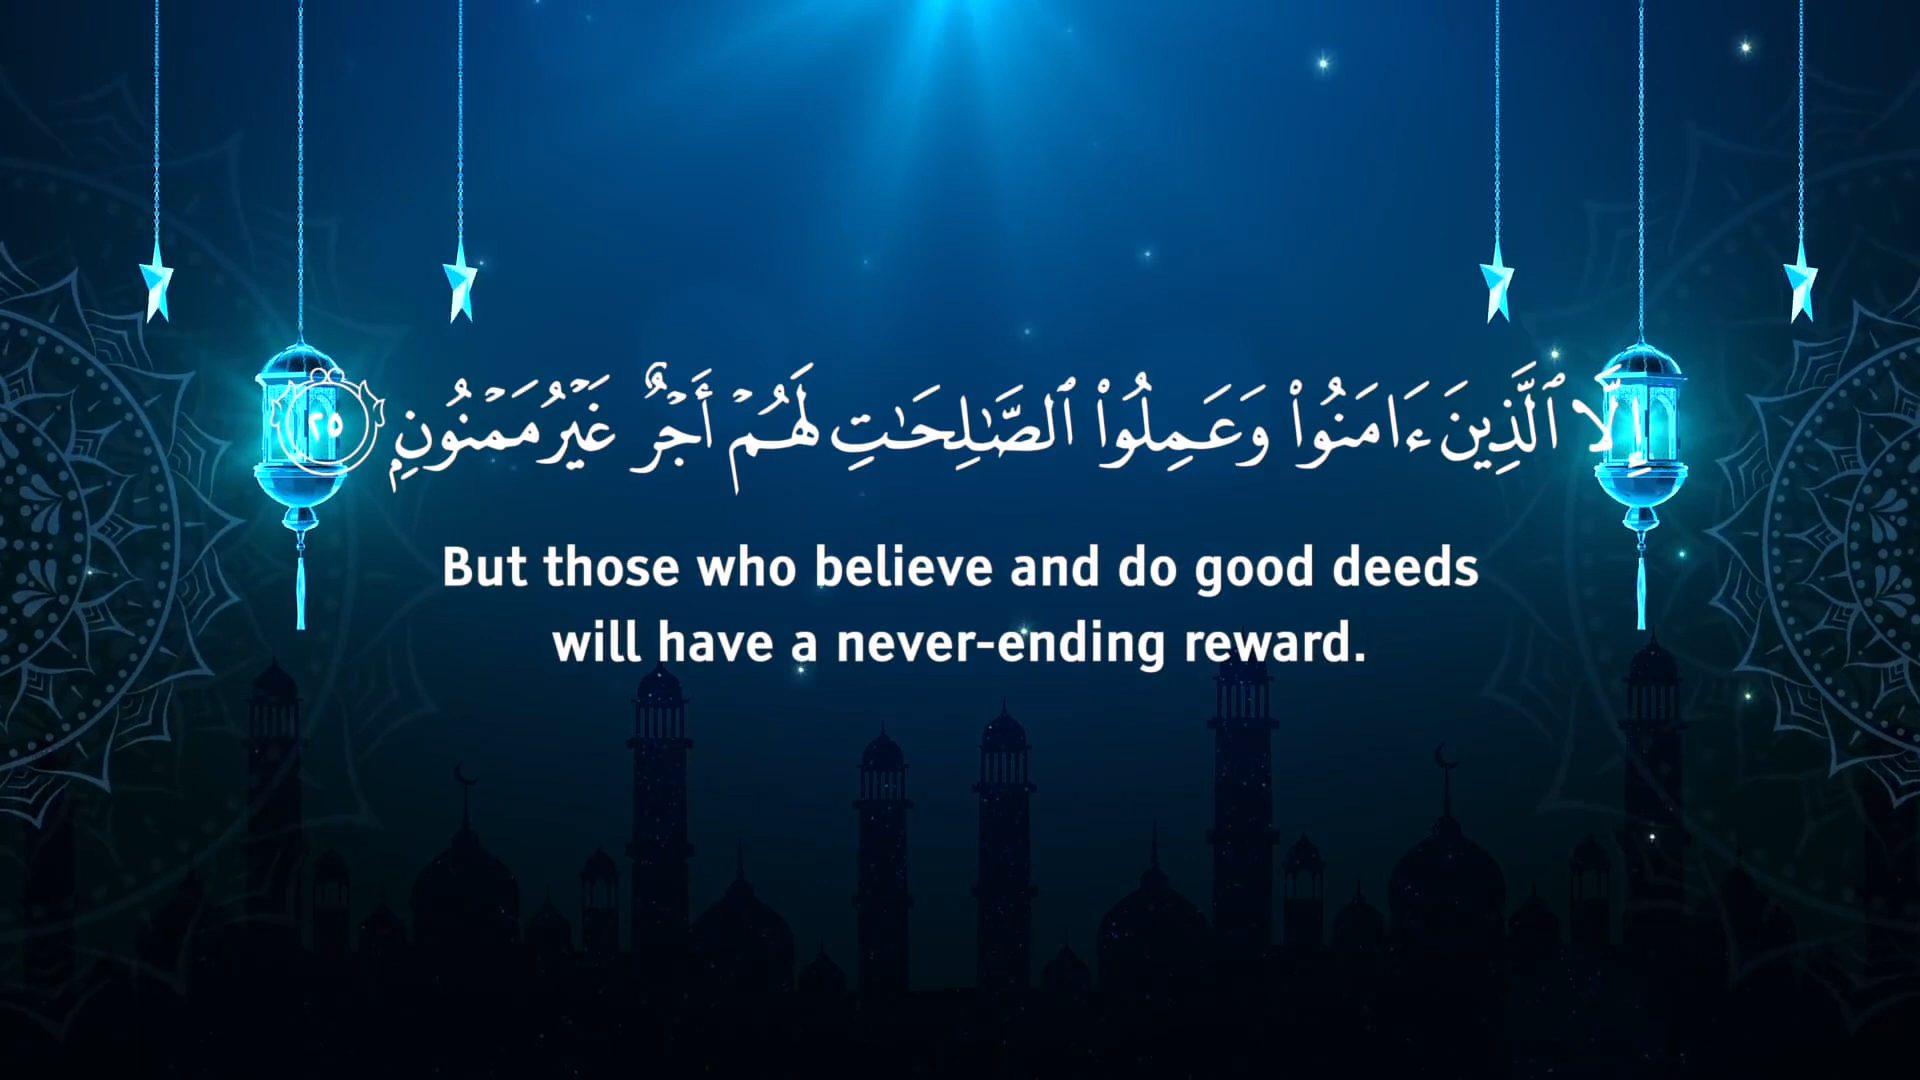 إِلَّا ٱلَّذِينَ ءَامَنُوا۟ وَعَمِلُوا۟ ٱلصَّـٰلِحَـٰتِ لَهُمْ أَجْرٌ غَيْرُ مَمْنُونٍۭ ٢٥
But those who believe and do good deeds
will have a never-ending reward.